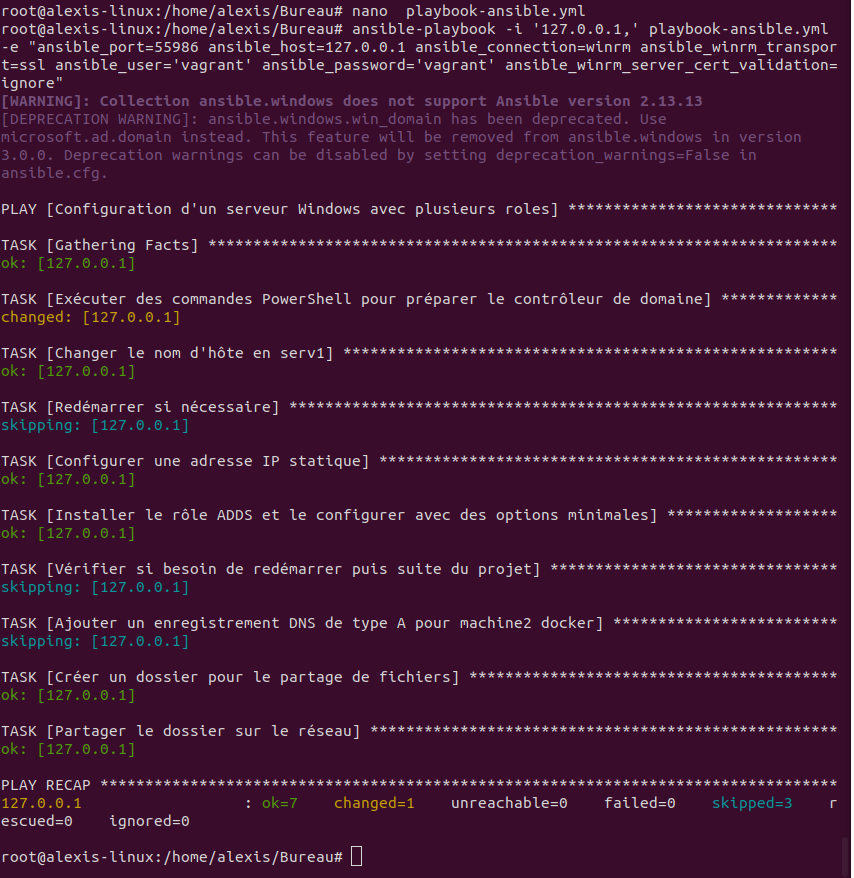 root@alexis-linux:/home/alexis/Bureau# nano  playbook-ansible.yml
root@alexis-linux:/home/alexis/Bureau# ansible-playbook -i '127.0.0.1,' playbook-ansible.yml
-e "ansible_port=55986 ansible_host=127.0.0.1 ansible_connection=winrm ansible_winrm_transpor
t=ssl ansible_user='vagrant' ansible_password='vagrant' ansible_winrm_server_cert_validation=
ignore"
[WARNING]: Collection ansible.windows does not support Ansible version 2.13.13
[DEPRECATION WARNING]: ansible.windows.win_domain has been deprecated. Use
microsoft.ad.domain instead. This feature will be removed from ansible.windows in version
3.0.0. Deprecation warnings can be disabled by setting deprecation_warnings=False in
ansible.cfg.
PLAY [Configuration d'un serveur Windows avec plusieurs roles] ******************************
TASK [Gathering Facts] **********************************************************************
ok: [127.0.0.1]
TASK [Exécuter des commandes PowerShell pour préparer le contrôleur de domaine] *************
changed: [127.0.0.1]
TASK [Changer le nom d'hôte en serv1] *******************************************************
ok: [127.0.0.1]
TASK [Redémarrer si nécessaire] *************************************************************
skipping: [127.0.0.1]
TASK [Configurer une adresse IP statique] ***************************************************
ok: [127.0.0.1]
TASK [Installer le rôle ADDS et le configurer avec des options minimales] *******************
ok: [127.0.0.1]
TASK [Vérifier si besoin de redémarrer puis suite du projet] ********************************
skipping: [127.0.0.1]
TASK [Ajouter un enregistrement DNS de type A pour machine2 docker] *************************
skipping: [127.0.0.1]
TASK [Créer un dossier pour le partage de fichiers] *****************************************
ok: [127.0.0.1]
TASK [Partager le dossier sur le réseau] ****************************************************
ok: [127.0.0.1]
PLAY RECAP **********************************************************************************
127.0.0.1                  : ok=7    changed=1    unreachable=0    failed=0    skipped=3    r
escued=0    ignored=0
root@alexis-linux:/home/alexis/Bureau#